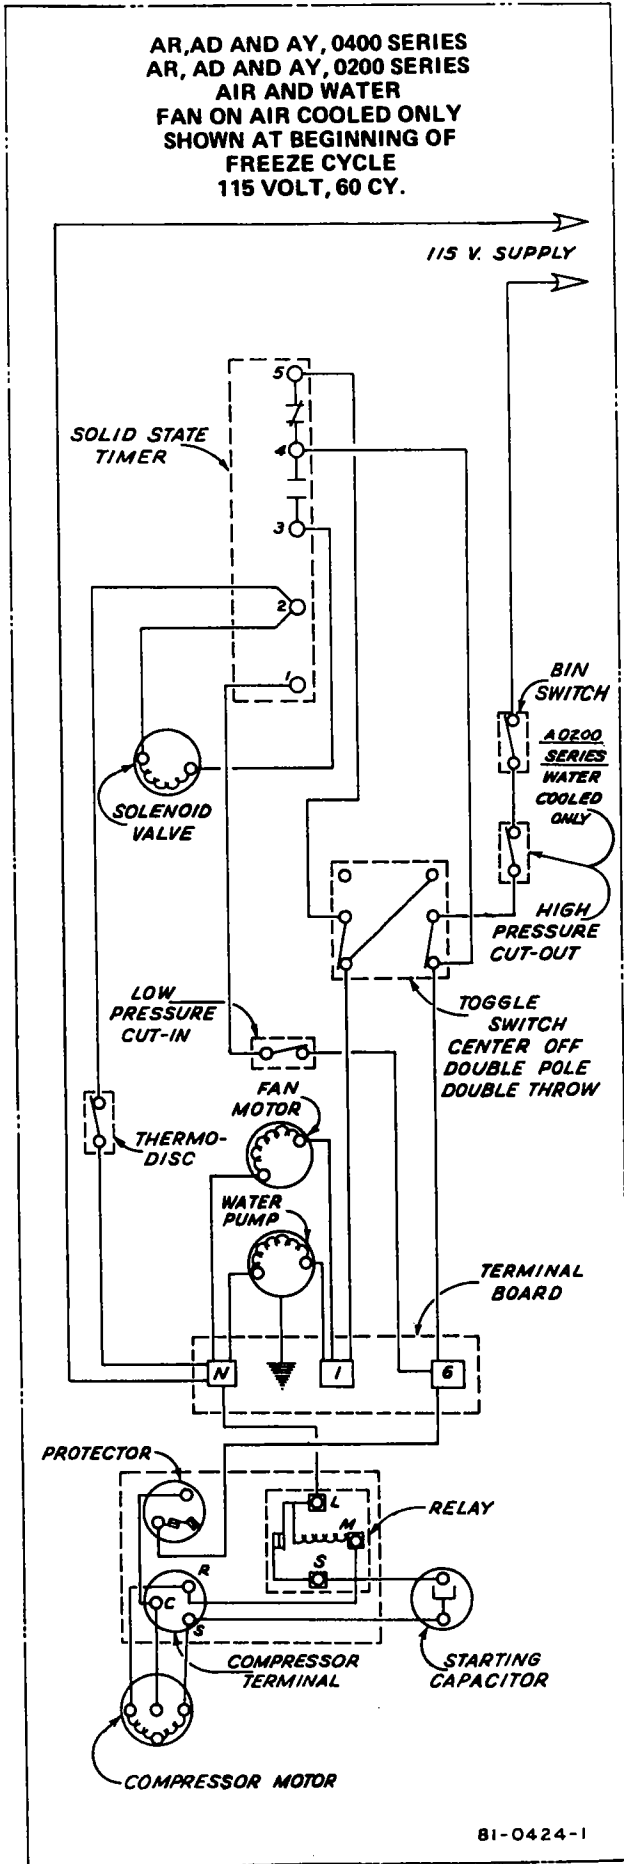 AR,AD AND AY, 0400 SERIES
AR, AD AND AY, 0200 SERIES
AIR AND WATER
FAN ON AIR COOLED ONLY
SHOWN AT BEGINNING OF
FREEZE CYCLE
115 VOLT, 60 CY.
115 V. SUPPLY
5
SOLID STATE
TIMER
4
3
2
1
BIN
SWITCH
A0200
SERIES
WATER
COOLED
ONLY
SOLENOID
VALVE
HIGH
PRESSURE
CUT-OUT
LOW
PRESSURE
CUT-IN
TOGGLE
SWITCH
CENTER OFF
DOUBLE POLE
DOUBLE THROW
FAN
MOTOR
THERMO-
DISC
WATER
PUMP
TERMINAL
BOARD
N
1
6
PROTECTOR
L
RELAY
M
S
R
C
S
COMPRESSOR
TERMINAL
STARTING
CAPACITOR
COMPRESSOR MOTOR
81-0424-1